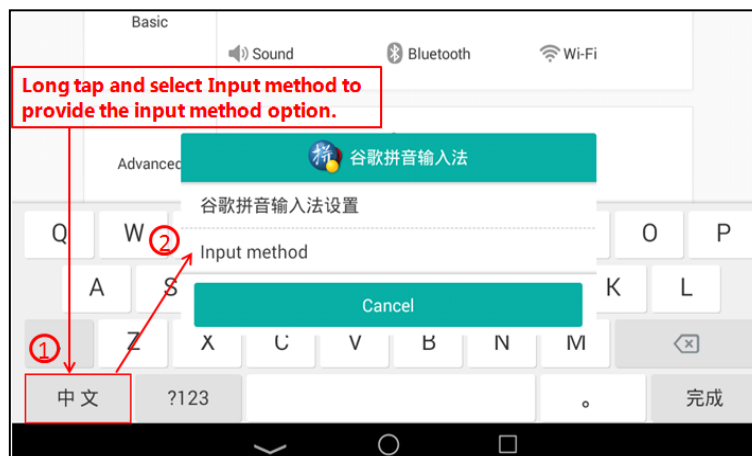 Basic
Sound
Bluetooth
Wi-Fi
Long tap and select Input method to
provide the input method option.
Advanced
拼
谷歌拼音输入法
谷歌拼音输入法设置
Input method
Cancel
Q W O P
②
A S K L
①
Z X C V B N M
中文 ?123 。 完成